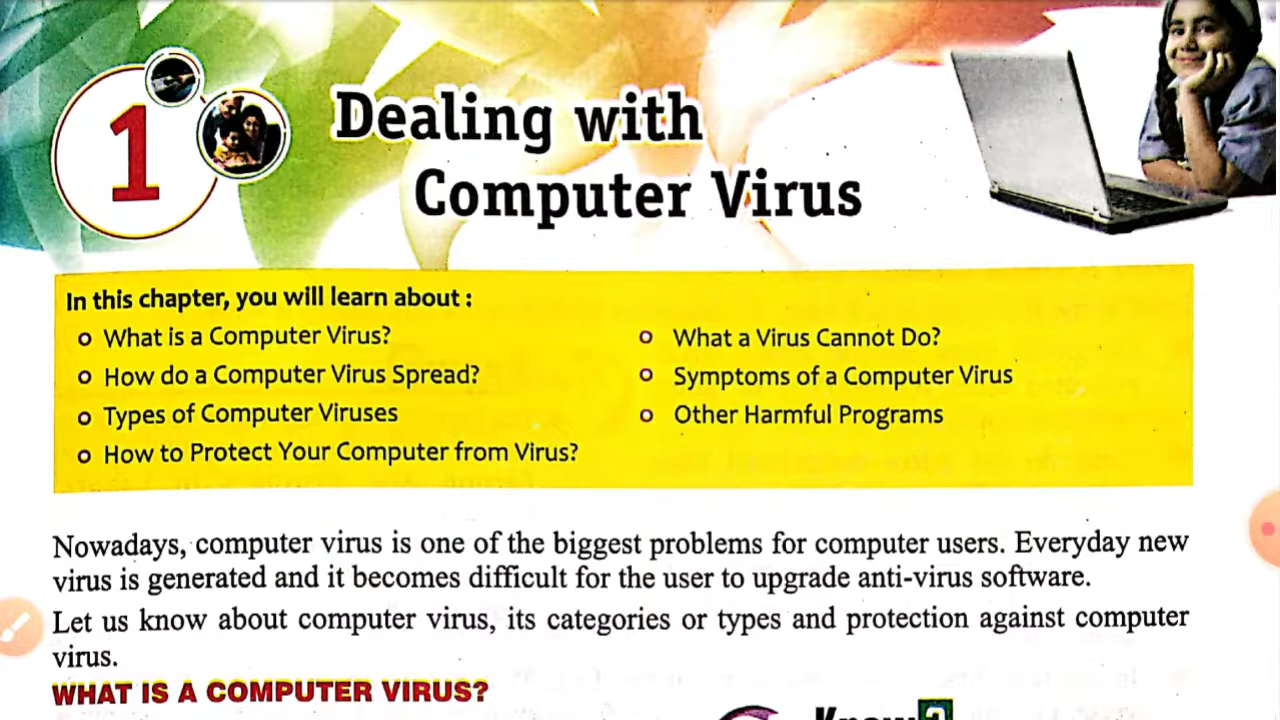 1
Dealing with
Computer Virus
In this chapter, you will learn about :
What is a Computer Virus?
How do a Computer Virus Spread?
Types of Computer Viruses
How to Protect Your Computer from Virus?
What a Virus Cannot Do?
Symptoms of a Computer Virus
Other Harmful Programs
Nowadays, computer virus is one of the biggest problems for computer users. Everyday new
virus is generated and it becomes difficult for the user to upgrade anti-virus software.
Let us know about computer virus, its categories or types and protection against computer
virus.
WHAT IS A COMPUTER VIRUS?